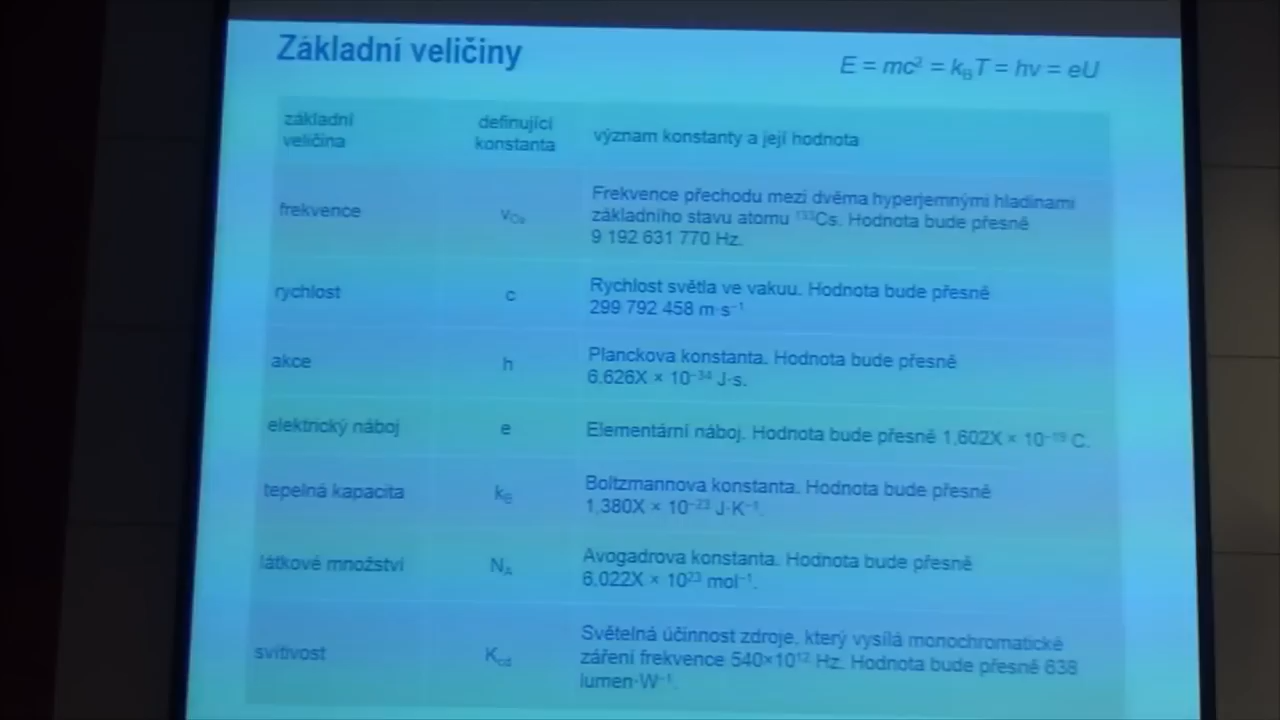 Základní veličiny
E = mc² = k_BT = hν = eU
základní
veličina
definující
konstanta
význam konstanty a její hodnota
frekvence
ν_Cs
Frekvence přechodu mezi dvěma hyperjemnými hladinami
základního stavu atomu ¹³³Cs. Hodnota bude přesně
9 192 631 770 Hz.
rychlost
c
Rychlost světla ve vakuu. Hodnota bude přesně
299 792 458 m·s⁻¹
akce
h
Planckova konstanta. Hodnota bude přesně
6,626X × 10⁻³⁴ J·s.
elektrický náboj
e
Elementární náboj. Hodnota bude přesně 1,602X × 10⁻¹⁹ C.
tepelná kapacita
k_B
Boltzmannova konstanta. Hodnota bude přesně
1,380X × 10⁻²³ J·K⁻¹.
látkové množství
N_A
Avogadrova konstanta. Hodnota bude přesně
6,022X × 10²³ mol⁻¹.
svítivost
K_cd
Světelná účinnost zdroje, který vysílá monochromatické
záření frekvence 540×10¹² Hz. Hodnota bude přesně 638
lumen·W⁻¹.